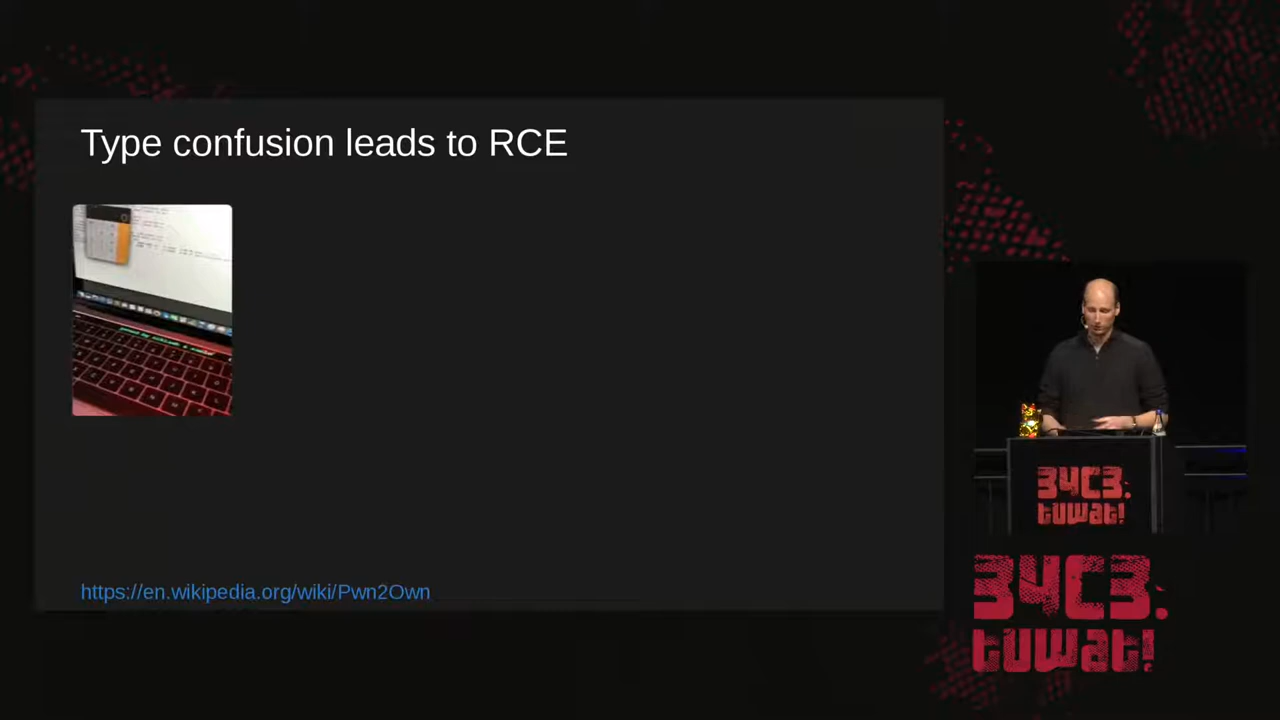 Type confusion leads to RCE
https://en.wikipedia.org/wiki/Pwn2Own
34C3.
tuwat!
34C3.
tuwat!